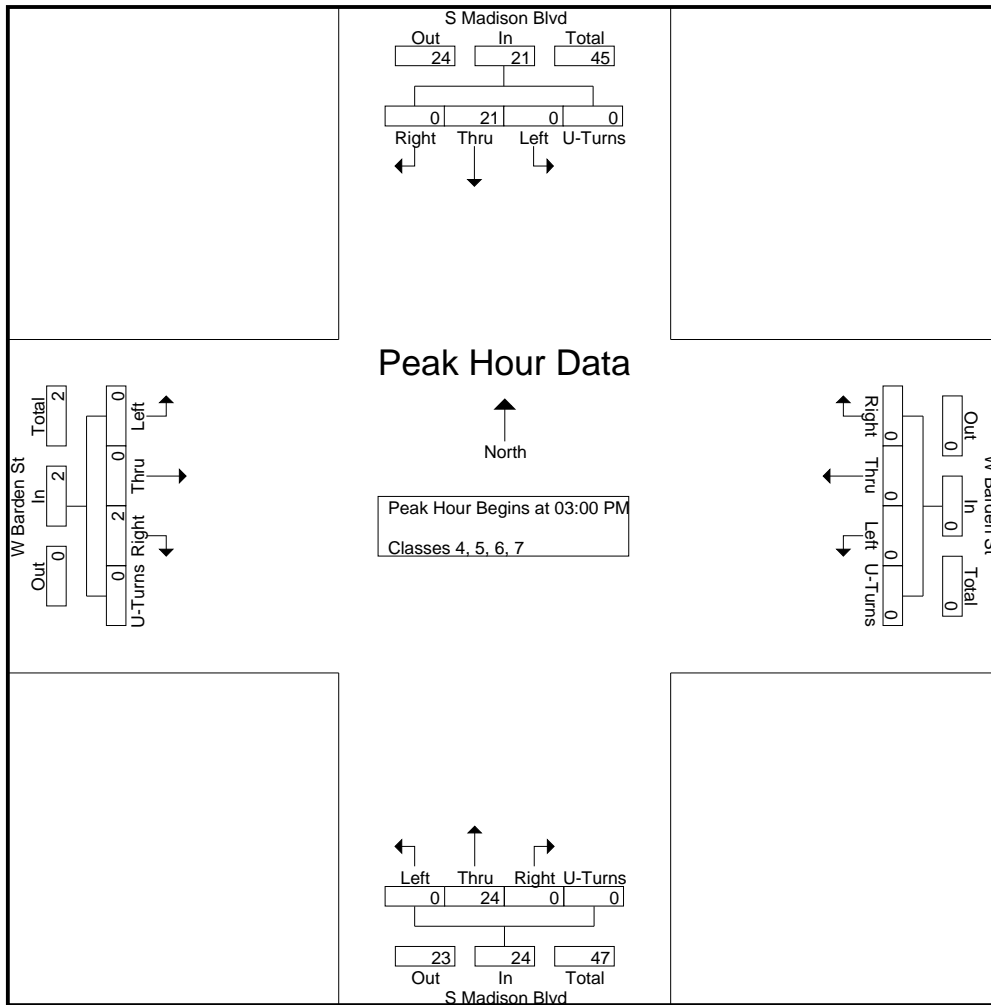 S Madison Blvd
Out In Total
24 21 45
0 21 0 0
Right Thru Left U-Turns
Peak Hour Data
North
Peak Hour Begins at 03:00 PM
Classes 4, 5, 6, 7
W Barden St
Out In Total
0 2 2
0 2 0 0
U-Turns Right Thru Left
W Barden St
Out In Total
0 0 0
0 0 0 0
Right Thru Left U-Turns
Left Thru Right U-Turns
0 24 0 0
23 24 47
Out In Total
S Madison Blvd